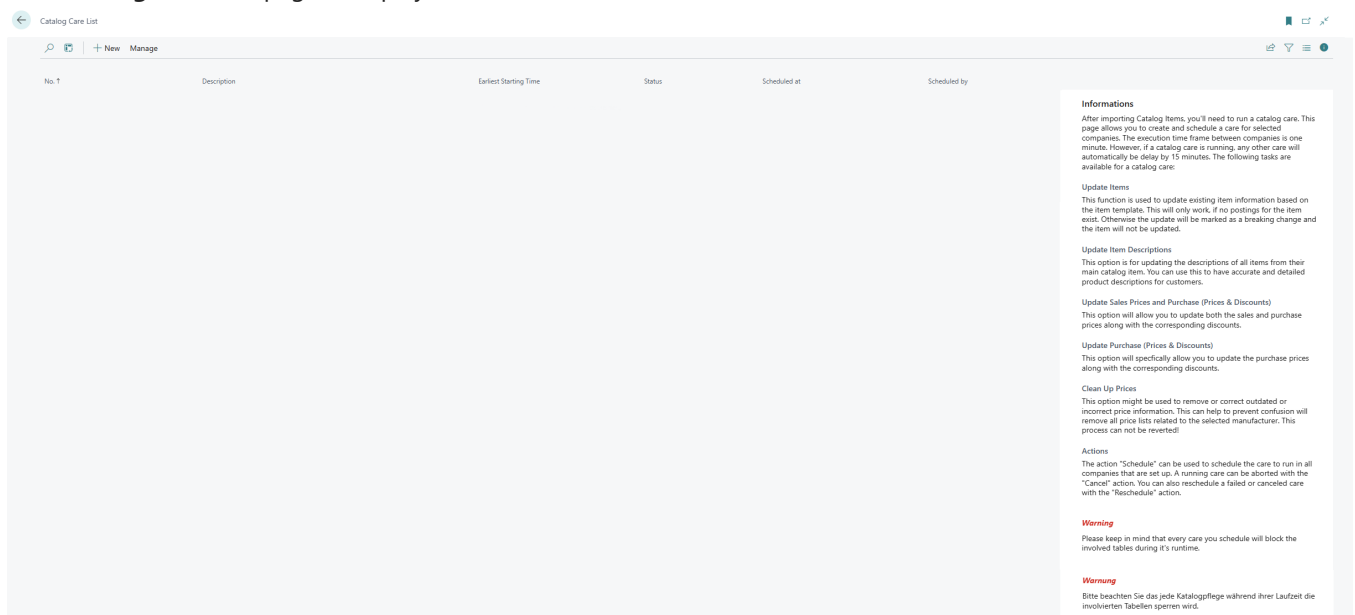 Catalog Care List
New Manage
No. ↑ Description Earliest Starting Time Status Scheduled at Scheduled by
Informations
After importing Catalog Items, you'll need to run a catalog care. This
page allows you to create and schedule a care for selected
companies. The execution time frame between companies is one
minute. However, if a catalog care is running, any other care will
automatically be delay by 15 minutes. The following tasks are
available for a catalog care:
Update Items
This function is used to update existing item information based on
the item template. This will only work, if no postings for the item
exist. Otherwise the update will be marked as a breaking change and
the item will not be updated.
Update Item Descriptions
This option is for updating the descriptions of all items from their
main catalog item. You can use this to have accurate and detailed
product descriptions for customers.
Update Sales Prices and Purchase (Prices & Discounts)
This option will allow you to update both the sales and purchase
prices along with the corresponding discounts.
Update Purchase (Prices & Discounts)
This option will specfically allow you to update the purchase prices
along with the corresponding discounts.
Clean Up Prices
This option might be used to remove or correct outdated or
incorrect price information. This can help to prevent confusion will
remove all price lists related to the selected manufacturer. This
process can not be reverted!
Actions
The action "Schedule" can be used to schedule the care to run in all
companies that are set up. A running care can be aborted with the
"Cancel" action. You can also reschedule a failed or canceled care
with the "Reschedule" action.
Warning
Please keep in mind that every care you schedule will block the
involved tables during it's runtime.
Warnung
Bitte beachten Sie das jede Katalogpflege während ihrer Laufzeit die
involvierten Tabellen sperren wird.